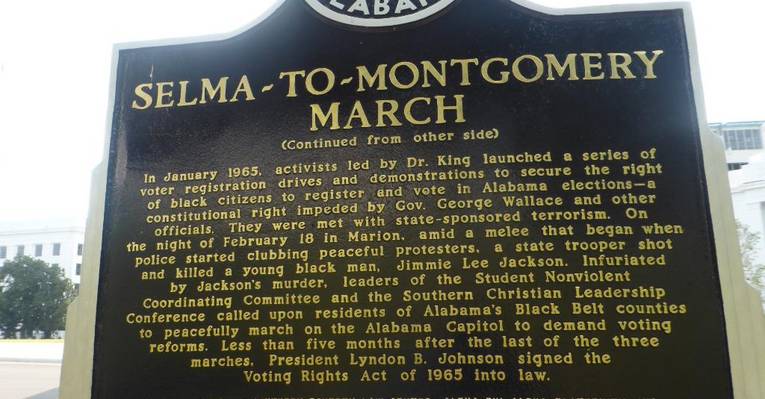 ALABAMA
SELMA-TO-MONTGOMERY
MARCH
(Continued from other side)
In January 1965, activists led by Dr. King launched a series of
voter registration drives and demonstrations to secure the right
of black citizens to register and vote in Alabama elections—a
constitutional right impeded by Gov. George Wallace and other
officials. They were met with state-sponsored terrorism. On
the night of February 18 in Marion, amid a melee that began when
police started clubbing peaceful protesters, a state trooper shot
and killed a young black man, Jimmie Lee Jackson. Infuriated
by Jackson's murder, leaders of the Student Nonviolent
Coordinating Committee and the Southern Christian Leadership
Conference called upon residents of Alabama's Black Belt counties
to peacefully march on the Alabama Capitol to demand voting
reforms. Less than five months after the last of the three
marches, President Lyndon B. Johnson signed the
Voting Rights Act of 1965 into law.